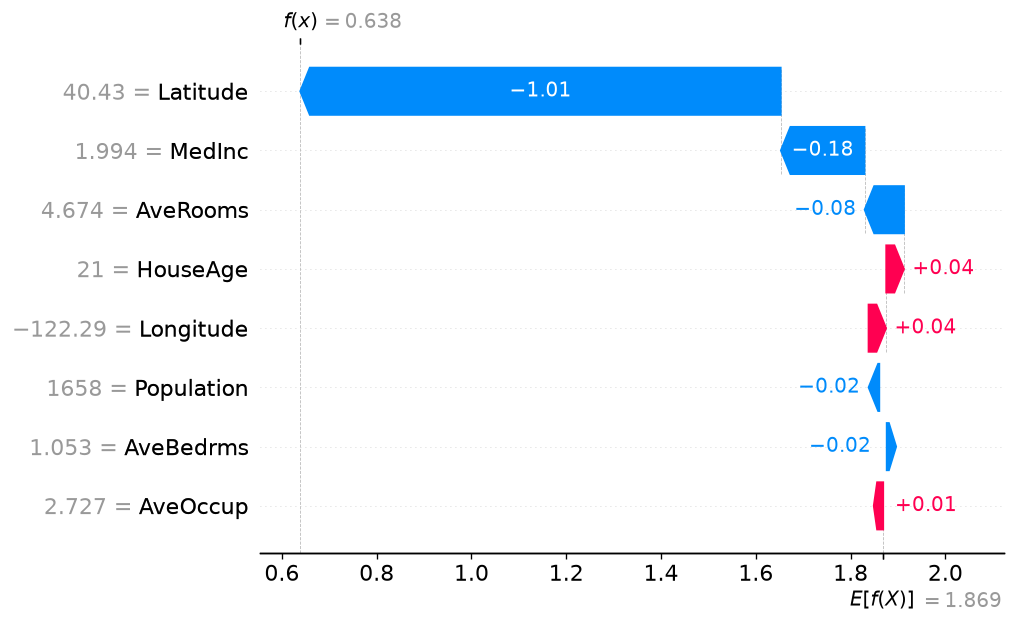 f(x) = 0.638
40.43 = Latitude −1.01
1.994 = MedInc −0.18
4.674 = AveRooms −0.08
21 = HouseAge +0.04
−122.29 = Longitude +0.04
1658 = Population −0.02
1.053 = AveBedrms −0.02
2.727 = AveOccup +0.01
0.6 0.8 1.0 1.2 1.4 1.6 1.8 2.0
E[f(X)] = 1.869